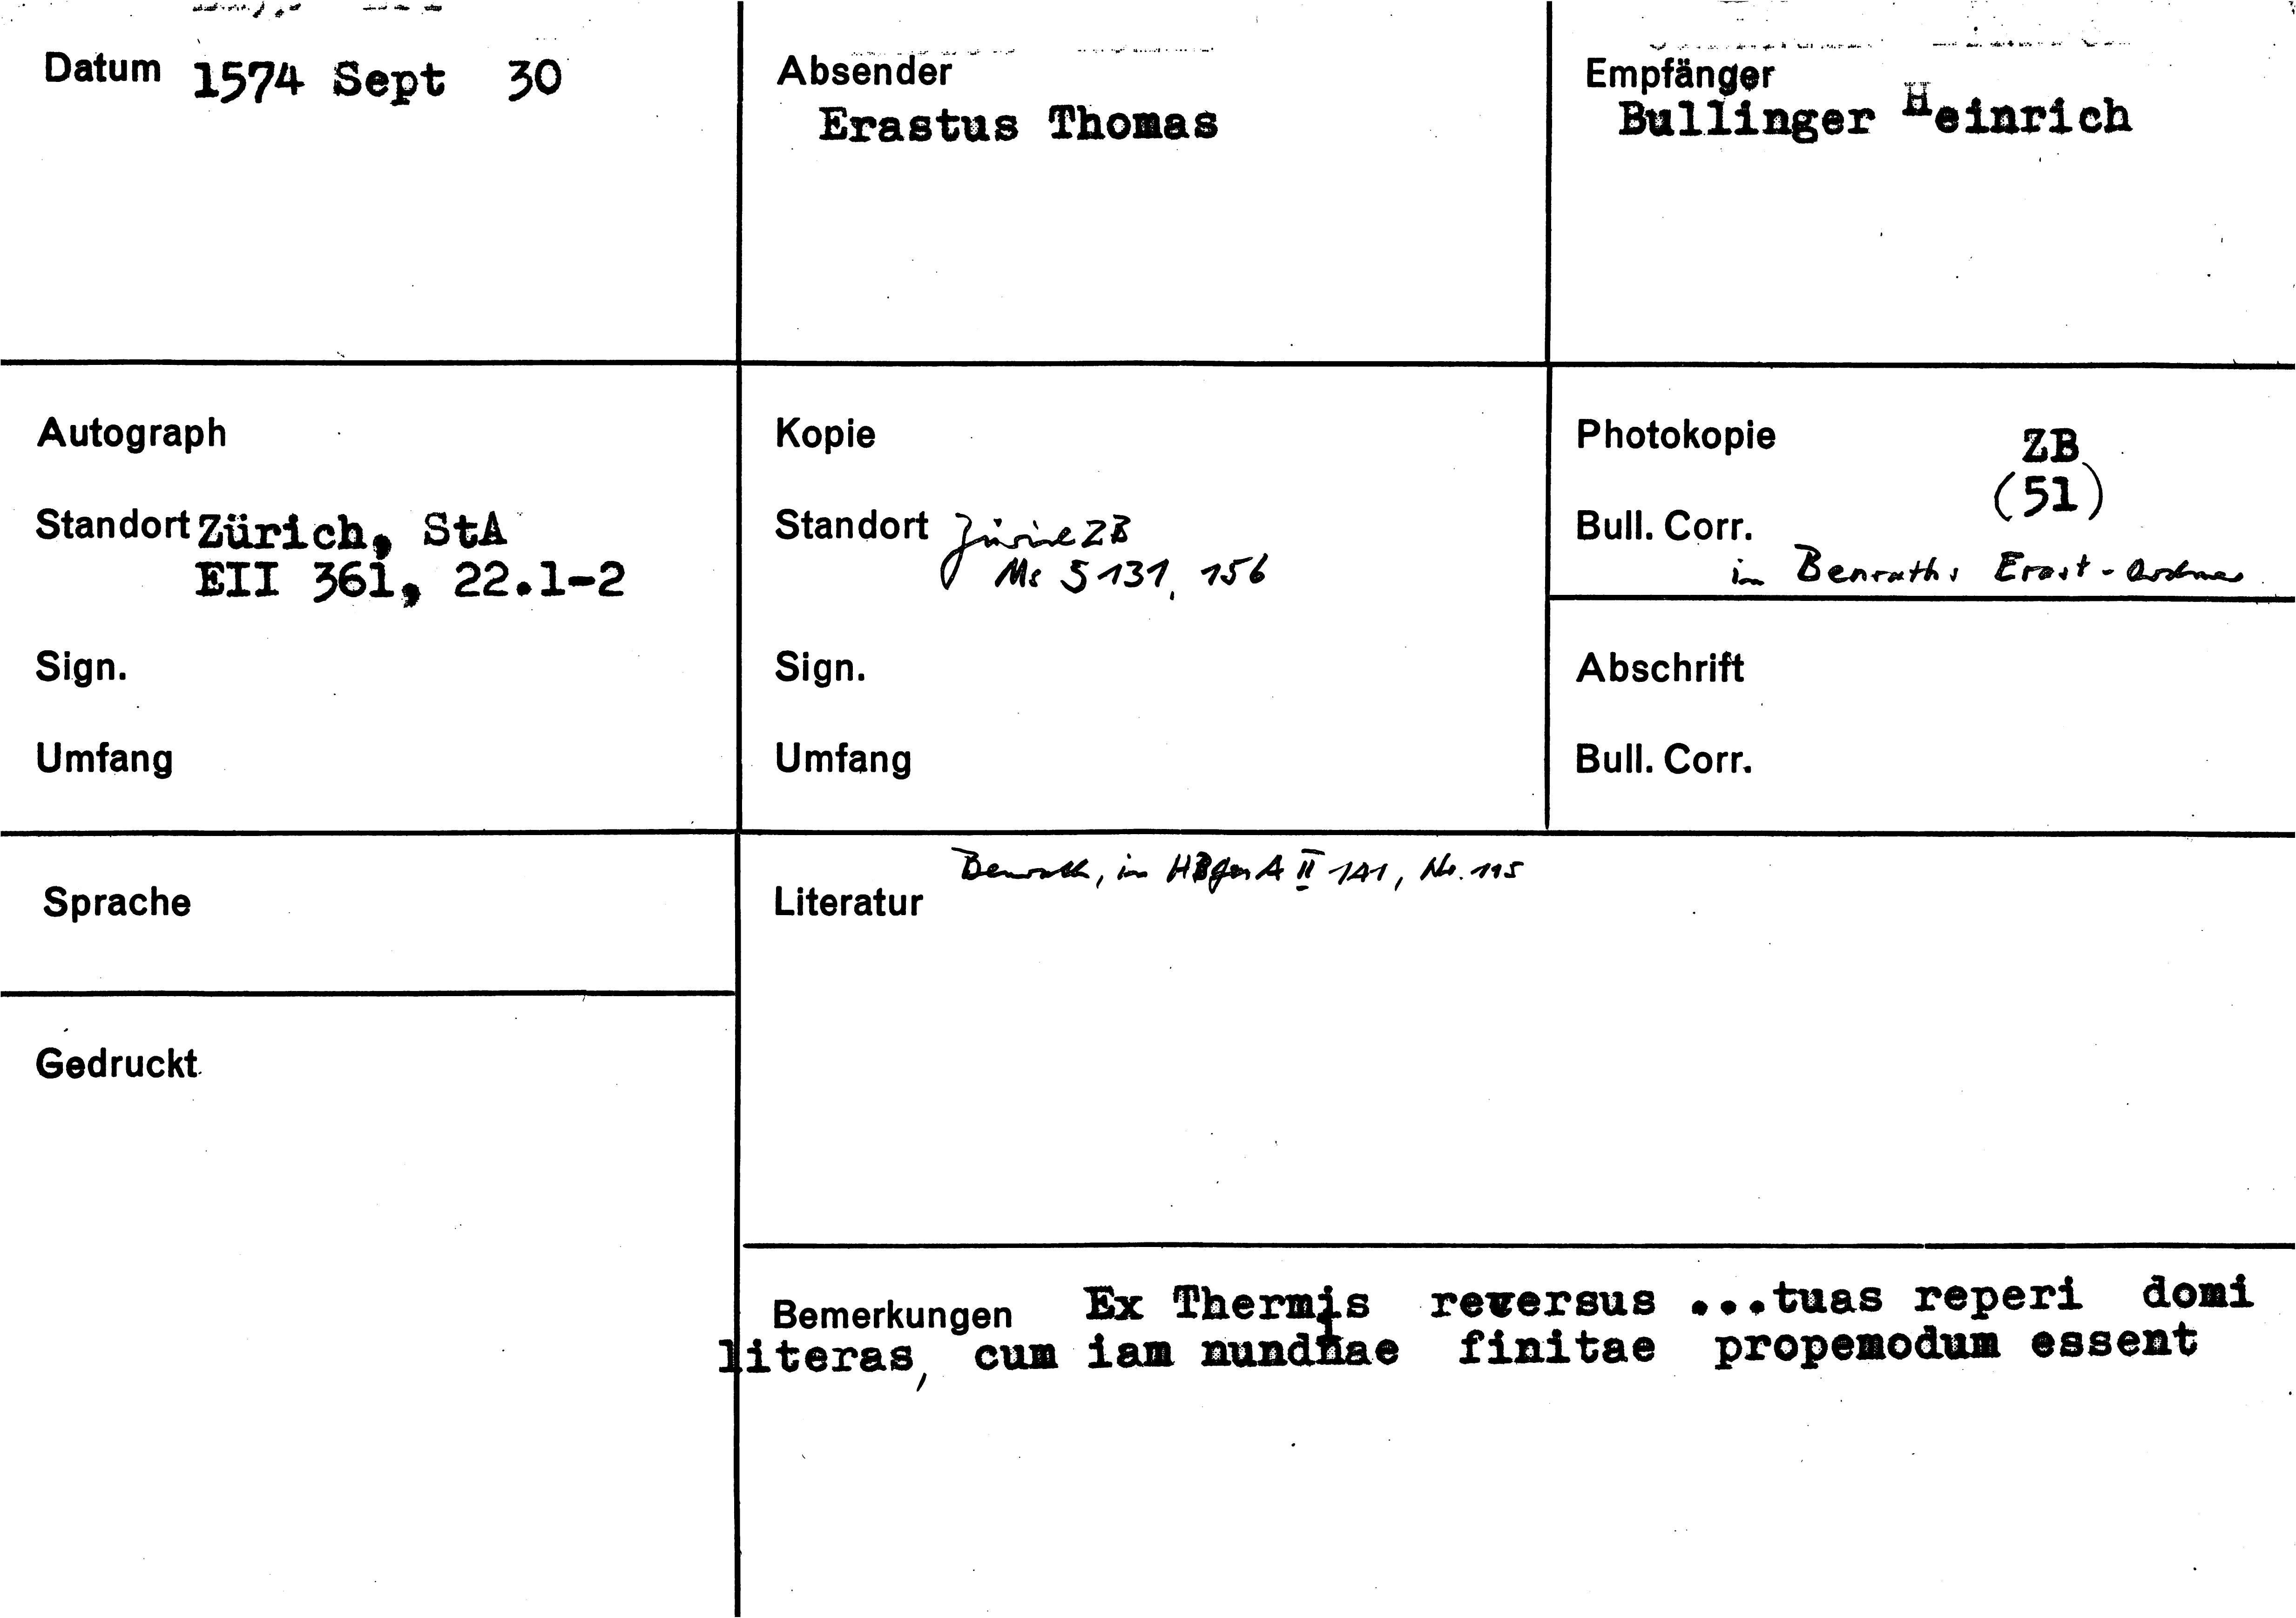 Datum 1574 Sept 30
Absender
Erastus Thomas
Empfänger
Bullinger Heinrich
Autograph
Standort Zürich, StA
EII 361, 22.1-2
Sign.
Umfang
Kopie
Standort Zürich ZB
Ms S 131, 156
Sign.
Umfang
Photokopie ZB
(51)
Bull. Corr.
in Benraths Erast-Ordner
Abschrift
Bull. Corr.
Sprache
Gedruckt
Benrath, in HBgesA II 141, Nr. 115
Literatur
Bemerkungen Ex Thermis reversus ...tuas reperi domi
literas, cum iam nundinae finitae propemodum essent